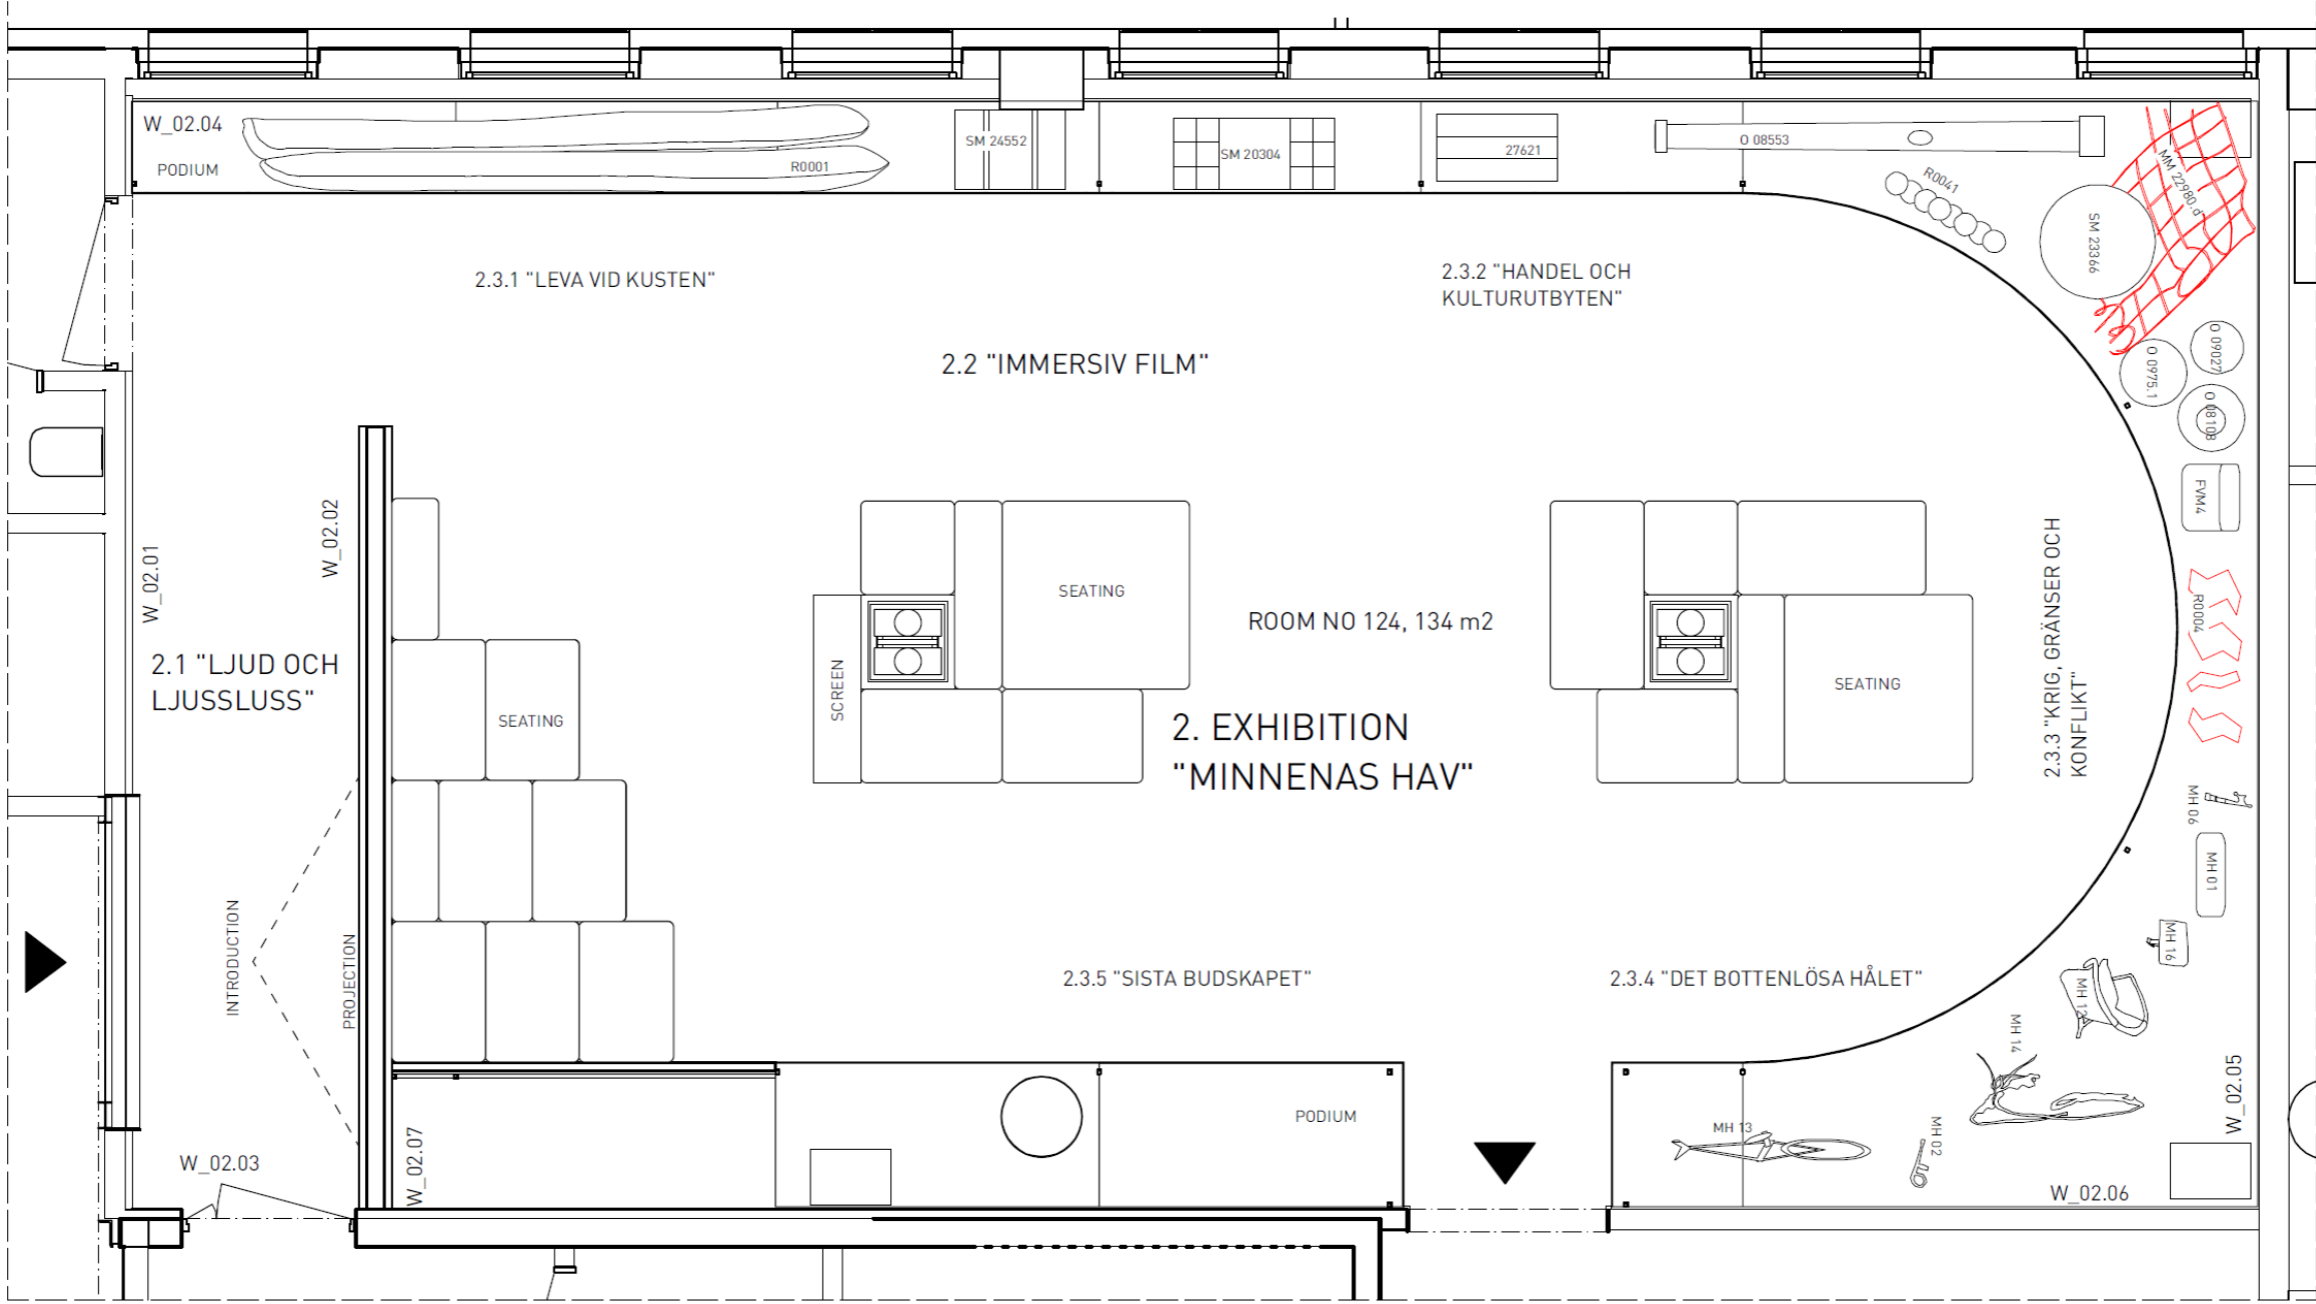 W_02.04
PODIUM
R0001
SM 24552
SM 20304
27621
O 08553
R0041
MM 22980.d
SM 23366
2.3.1 "LEVA VID KUSTEN"
2.3.2 "HANDEL OCH
KULTURUTBYTEN"
2.2 "IMMERSIV FILM"
O 09027
O 0975.1
O 08108
FVM4
W_02.01
W_02.02
2.1 "LJUD OCH
LJUSSLUSS"
SEATING
SCREEN
SEATING
ROOM NO 124, 134 m2
2. EXHIBITION
"MINNENAS HAV"
SEATING
2.3.3 "KRIG, GRÄNSER OCH
KONFLIKT"
R0004
MH 06
MH 01
MH 16
MH 12
MH 14
INTRODUCTION
PROJECTION
2.3.5 "SISTA BUDSKAPET"
2.3.4 "DET BOTTENLÖSA HÅLET"
W_02.03
W_02.07
PODIUM
MH 13
MH 02
W_02.05
W_02.06